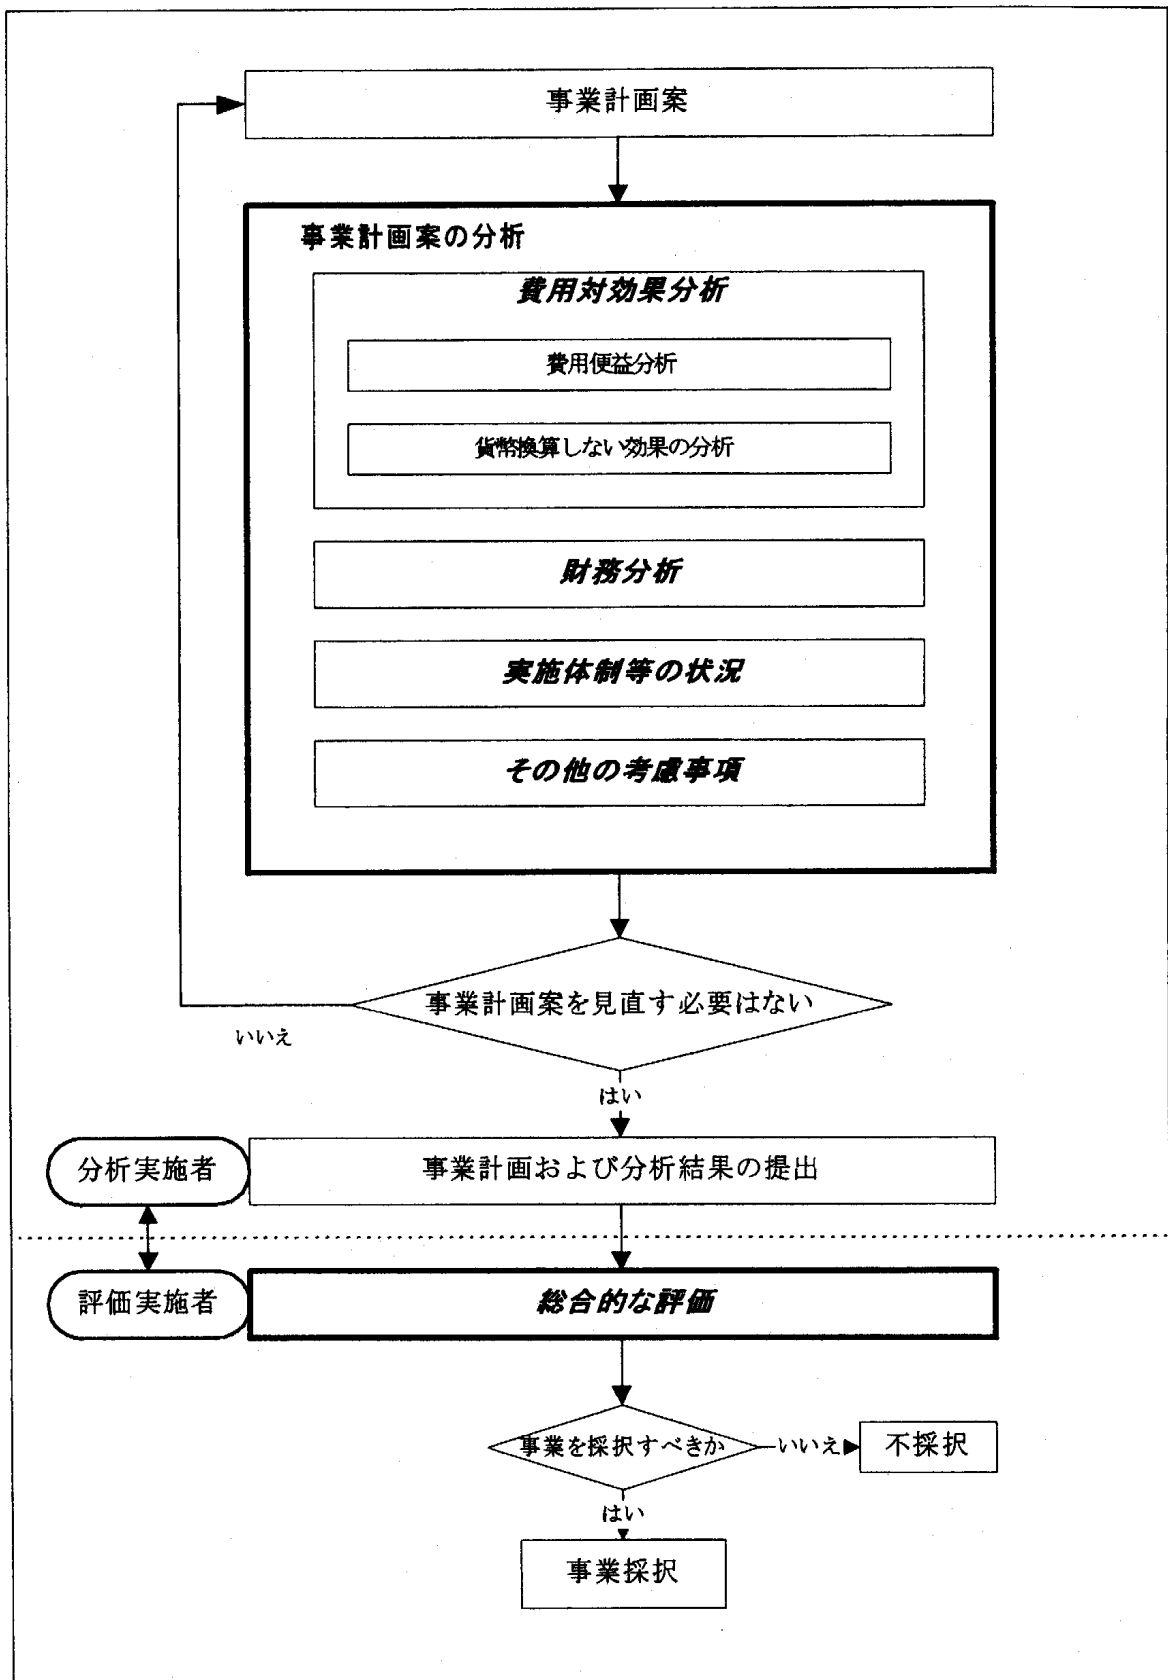 事業計画案
事業計画案の分析
費用対効果分析
費用便益分析
貨幣換算しない効果の分析
財務分析
実施体制等の状況
その他の考慮事項
事業計画案を見直す必要はない
いいえ
はい
分析実施者
事業計画および分析結果の提出
評価実施者
総合的な評価
事業を採択すべきか
いいえ
不採択
はい
事業採択